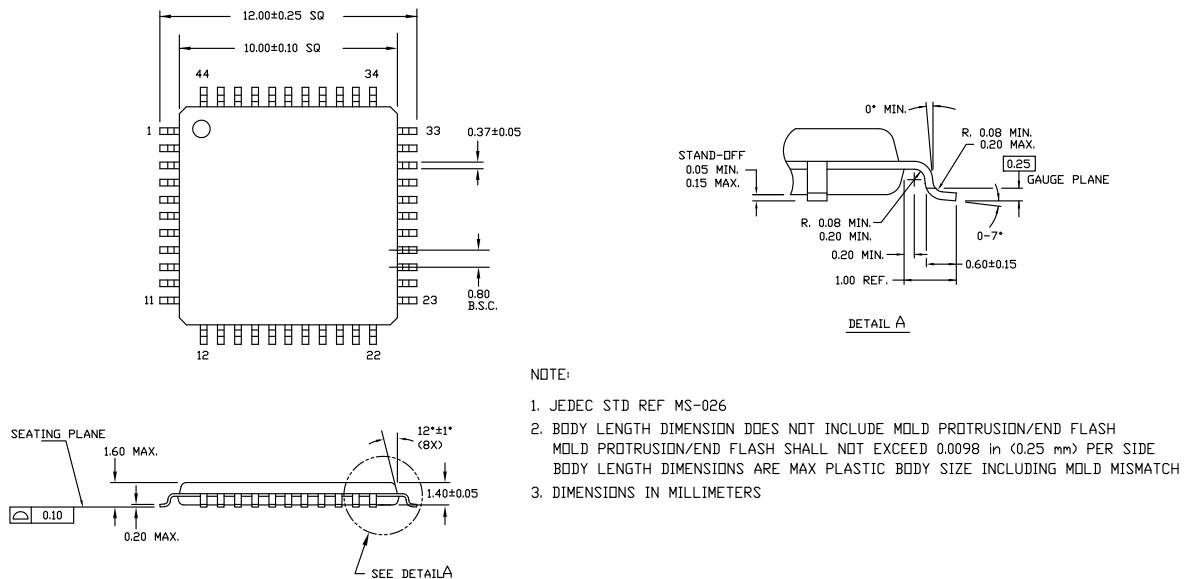 12.00±0.25 SQ
10.00±0.10 SQ
44
34
1
33
0.37±0.05
11
23
0.80
B.S.C.
12
22
0° MIN.
R. 0.08 MIN.
0.20 MAX.
STAND-OFF
0.05 MIN.
0.15 MAX.
0.25
GAUGE PLANE
R. 0.08 MIN.
0.20 MIN.
0-7°
0.20 MIN.
0.60±0.15
1.00 REF.
DETAIL A
NOTE:
1. JEDEC STD REF MS-026
2. BODY LENGTH DIMENSION DOES NOT INCLUDE MOLD PROTRUSION/END FLASH
MOLD PROTRUSION/END FLASH SHALL NOT EXCEED 0.0098 in (0.25 mm) PER SIDE
BODY LENGTH DIMENSIONS ARE MAX PLASTIC BODY SIZE INCLUDING MOLD MISMATCH
3. DIMENSIONS IN MILLIMETERS
SEATING PLANE
1.60 MAX.
12°±1°
(8X)
1.40±0.05
0.10
0.20 MAX.
SEE DETAILA